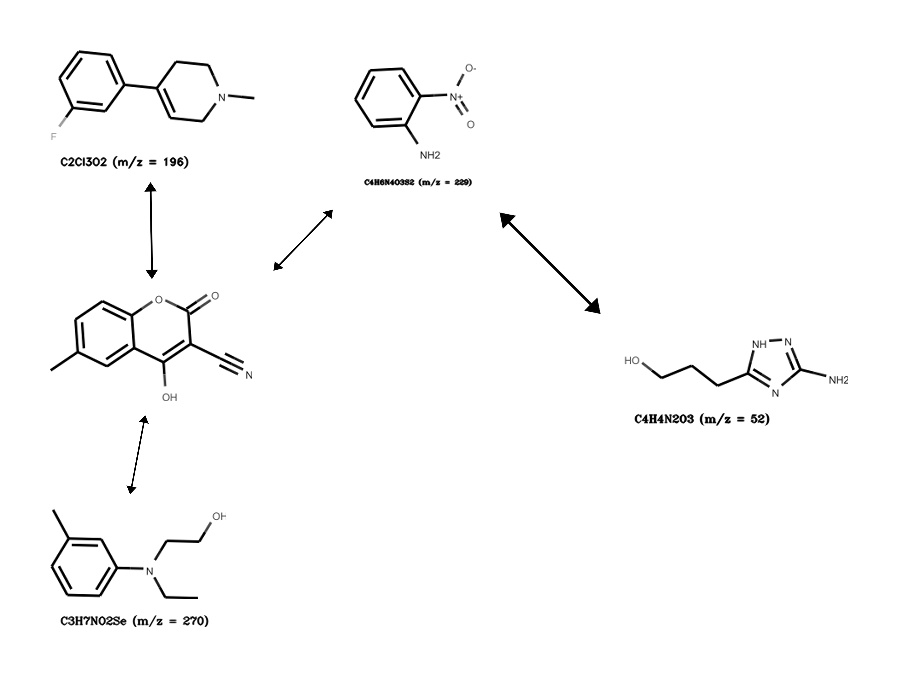 O-
N+
O
N
F
NH2
C2Cl3O2 (m/z = 196)
C4H6N4O3S2 (m/z = 229)
O
O
N
OH
NH
N
HO
NH2
N
C4H4N2O3 (m/z = 52)
OH
N
C3H7NO2Se (m/z = 270)